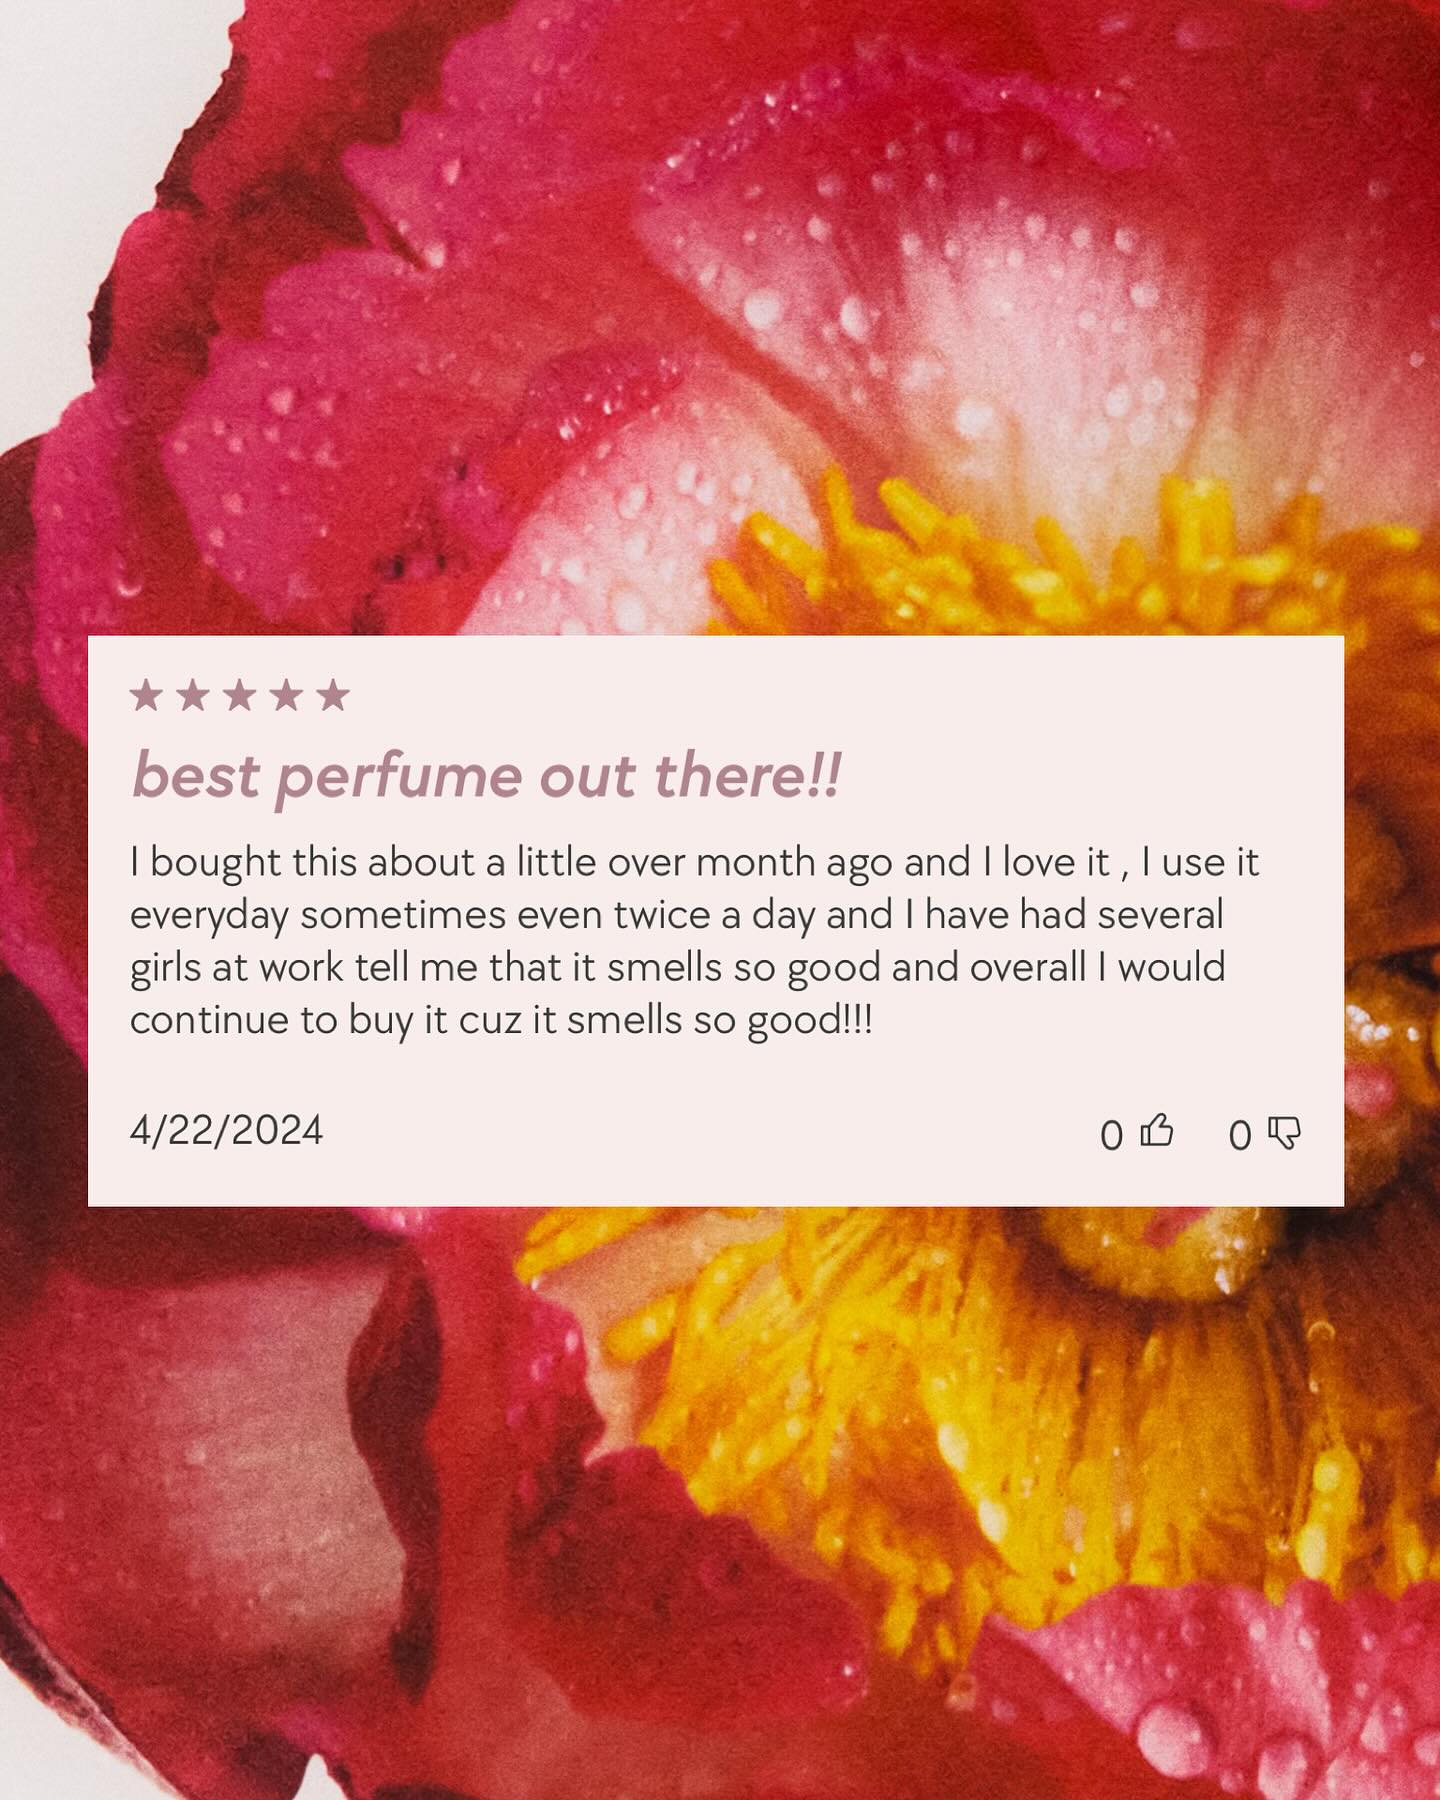 ★★★★★
best perfume out there!!
I bought this about a little over month ago and I love it , I use it
everyday sometimes even twice a day and I have had several
girls at work tell me that it smells so good and overall I would
continue to buy it cuz it smells so good!!!
4/22/2024 0 0